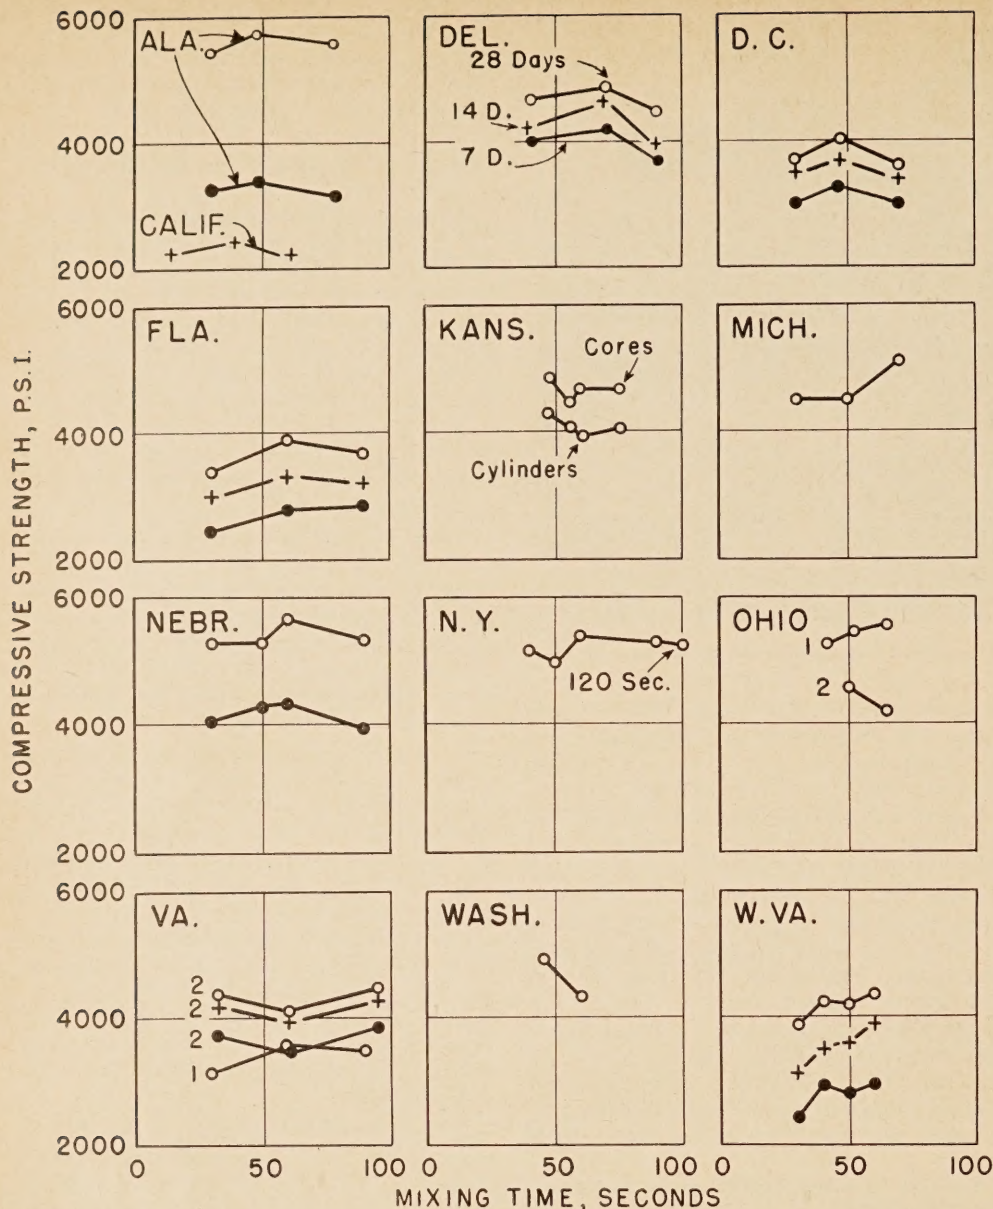 COMPRESSIVE STRENGTH, P.S.I.
6000
4000
2000
ALA.
CALIF.
DEL.
28 Days
14 D.
7 D.
D. C.
6000
4000
2000
FLA.
KANS.
Cores
Cylinders
MICH.
6000
4000
2000
NEBR.
N. Y.
120 Sec.
OHIO
1
2
6000
4000
2000
VA.
2
2
2
1
WASH.
W. VA.
0 50 100 0 50 100 0 50 100
MIXING TIME, SECONDS